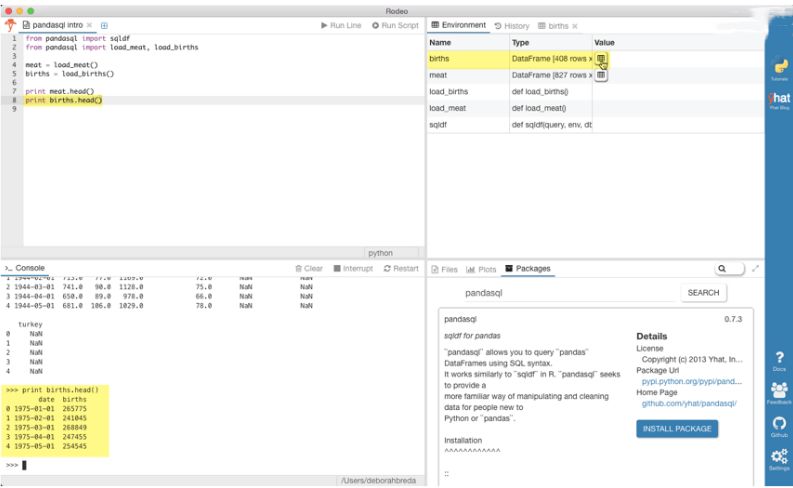 Rodeo
pandasql intro ×
Run Line Run Script
1 from pandasql import sqldf
2 from pandasql import load_meat, load_births
3
4 meat = load_meat()
5 births = load_births()
6
7 print meat.head()
8 print births.head()
9
python
Environment History births ×
Name Type Value
births DataFrame [408 rows x
meat DataFrame [827 rows x
load_births def load_births()
load_meat def load_meat()
sqldf def sqldf(query, env, db
>_ Console Clear Interrupt Restart
1 1944-02-01 713.0 77.0 1169.0 72.0 NaN NaN
2 1944-03-01 741.0 90.0 1128.0 75.0 NaN NaN
3 1944-04-01 650.0 89.0 978.0 66.0 NaN NaN
4 1944-05-01 681.0 106.0 1029.0 78.0 NaN NaN
turkey
0 NaN
1 NaN
2 NaN
3 NaN
4 NaN
>>> print births.head()
date births
0 1975-01-01 265775
1 1975-02-01 241045
2 1975-03-01 268849
3 1975-04-01 247455
4 1975-05-01 254545
>>>
/Users/deborahbreda
Files Plots Packages
pandasql SEARCH
pandasql 0.7.3
sqldf for pandas
``pandasql`` allows you to query ``pandas``
DataFrames using SQL syntax.
It works similarly to ``sqldf`` in R. ``pandasql`` seeks
to provide a
more familiar way of manipulating and cleaning
data for people new to
Python or ``pandas``.
Installation
^^^^^^^^^^^^
::
Details
License
Copyright (c) 2013 Yhat, In...
Package Url
pypi.python.org/pypi/pand...
Home Page
github.com/yhat/pandasql/
INSTALL PACKAGE
Tutorials
ŷhat
Yhat Blog
?
Docs
Feedback
Github
Settings